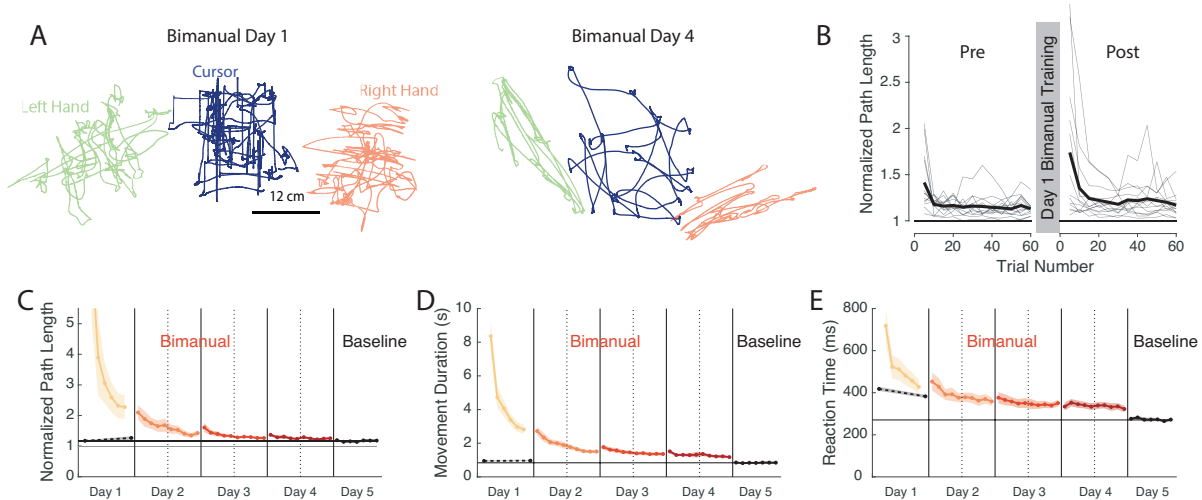 A
Bimanual Day 1
Left Hand
Cursor
Right Hand
12 cm
Bimanual Day 4
B
Normalized Path Length
3
2.5
2
1.5
1
Pre
Day 1 Bimanual Training
Post
0 20 40 60
0 20 40 60
Trial Number
C
Normalized Path Length
5
4
3
2
1
0
Bimanual
Baseline
Day 1 Day 2 Day 3 Day 4 Day 5
D
Movement Duration (s)
10
8
6
4
2
0
Bimanual
Baseline
Day 1 Day 2 Day 3 Day 4 Day 5
E
Reaction Time (ms)
800
600
400
200
0
Bimanual
Baseline
Day 1 Day 2 Day 3 Day 4 Day 5